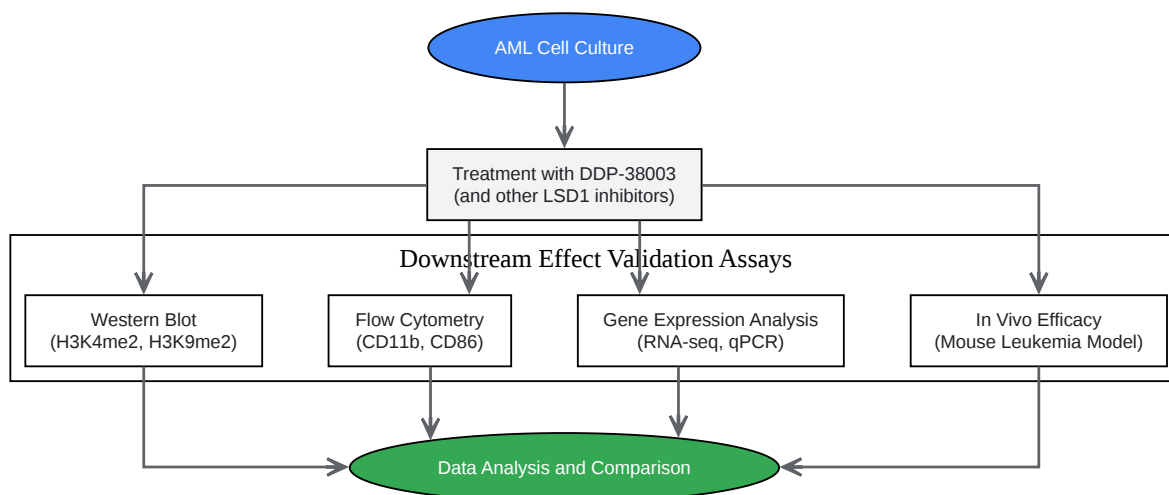 AML Cell Culture
Treatment with DDP-38003
(and other LSD1 inhibitors)
Downstream Effect Validation Assays
Western Blot
(H3K4me2, H3K9me2)
Flow Cytometry
(CD11b, CD86)
Gene Expression Analysis
(RNA-seq, qPCR)
In Vivo Efficacy
(Mouse Leukemia Model)
Data Analysis and Comparison